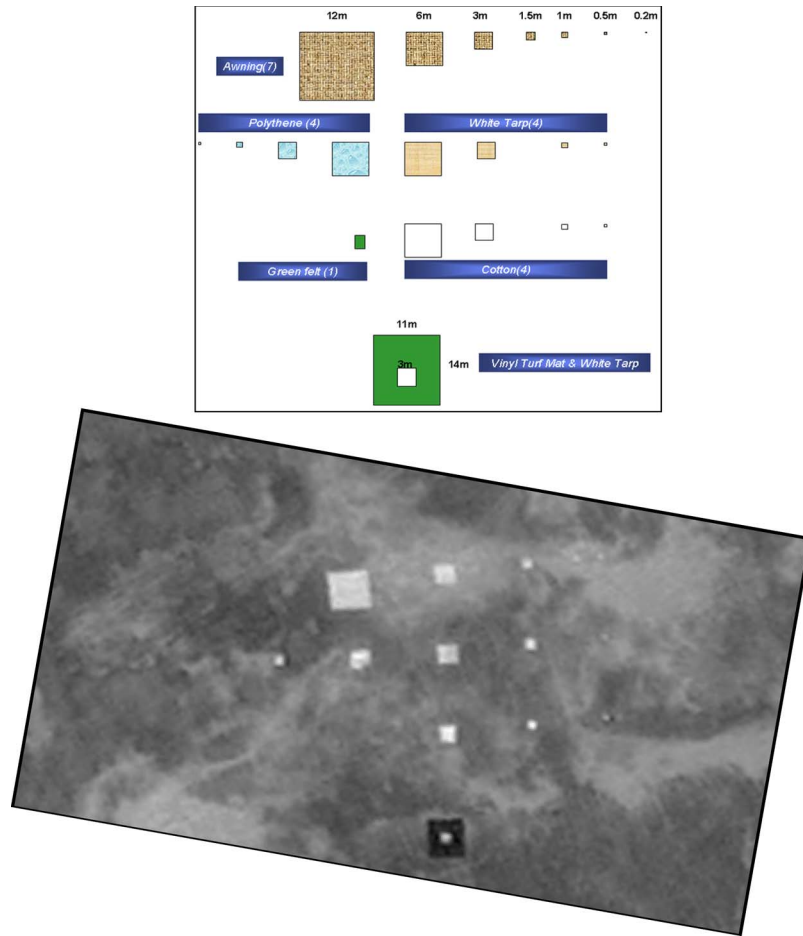 12m 6m 3m 1.5m 1m 0.5m 0.2m
Awning(7)
Polythene (4) White Tarp(4)
Green felt (1) Cotton(4)
11m
3m 14m Vinyl Turf Mat & White Tarp